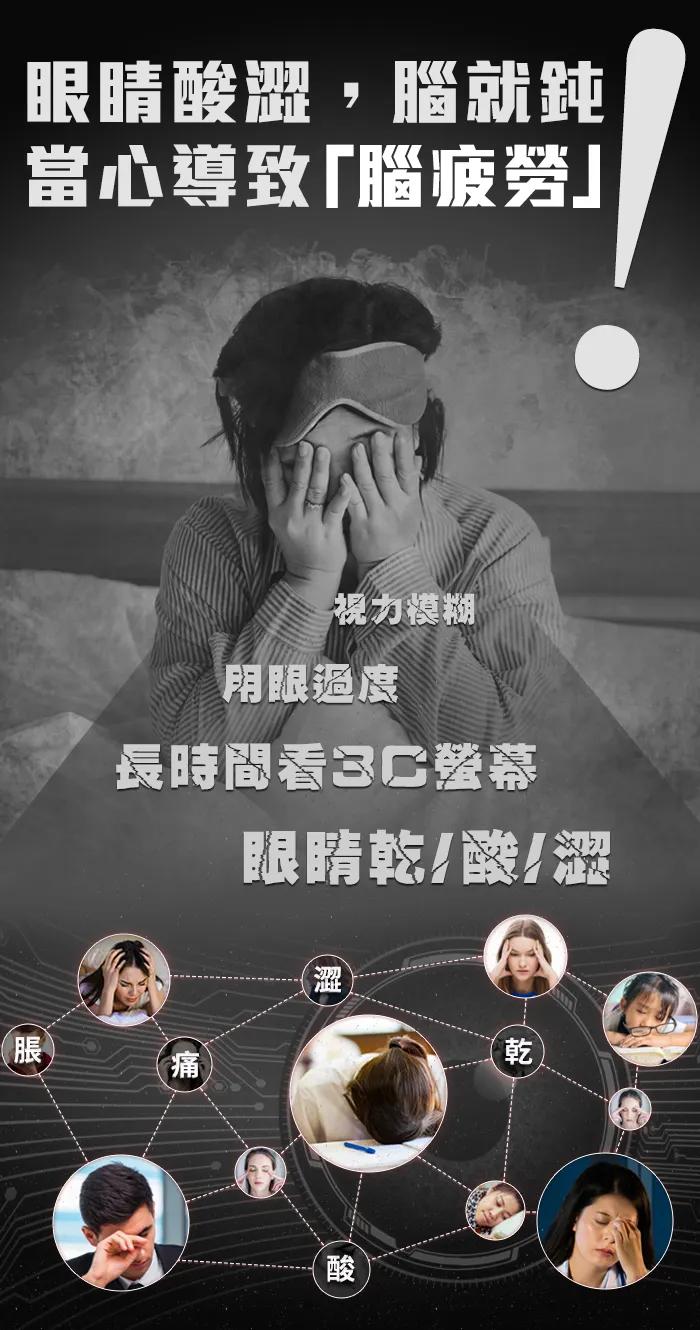 眼睛酸澀，腦就鈍
當心導致「腦疲勞」！
視力模糊
用眼過度
長時間看3C螢幕
眼睛乾/酸/澀
澀
脹
痛
乾
酸